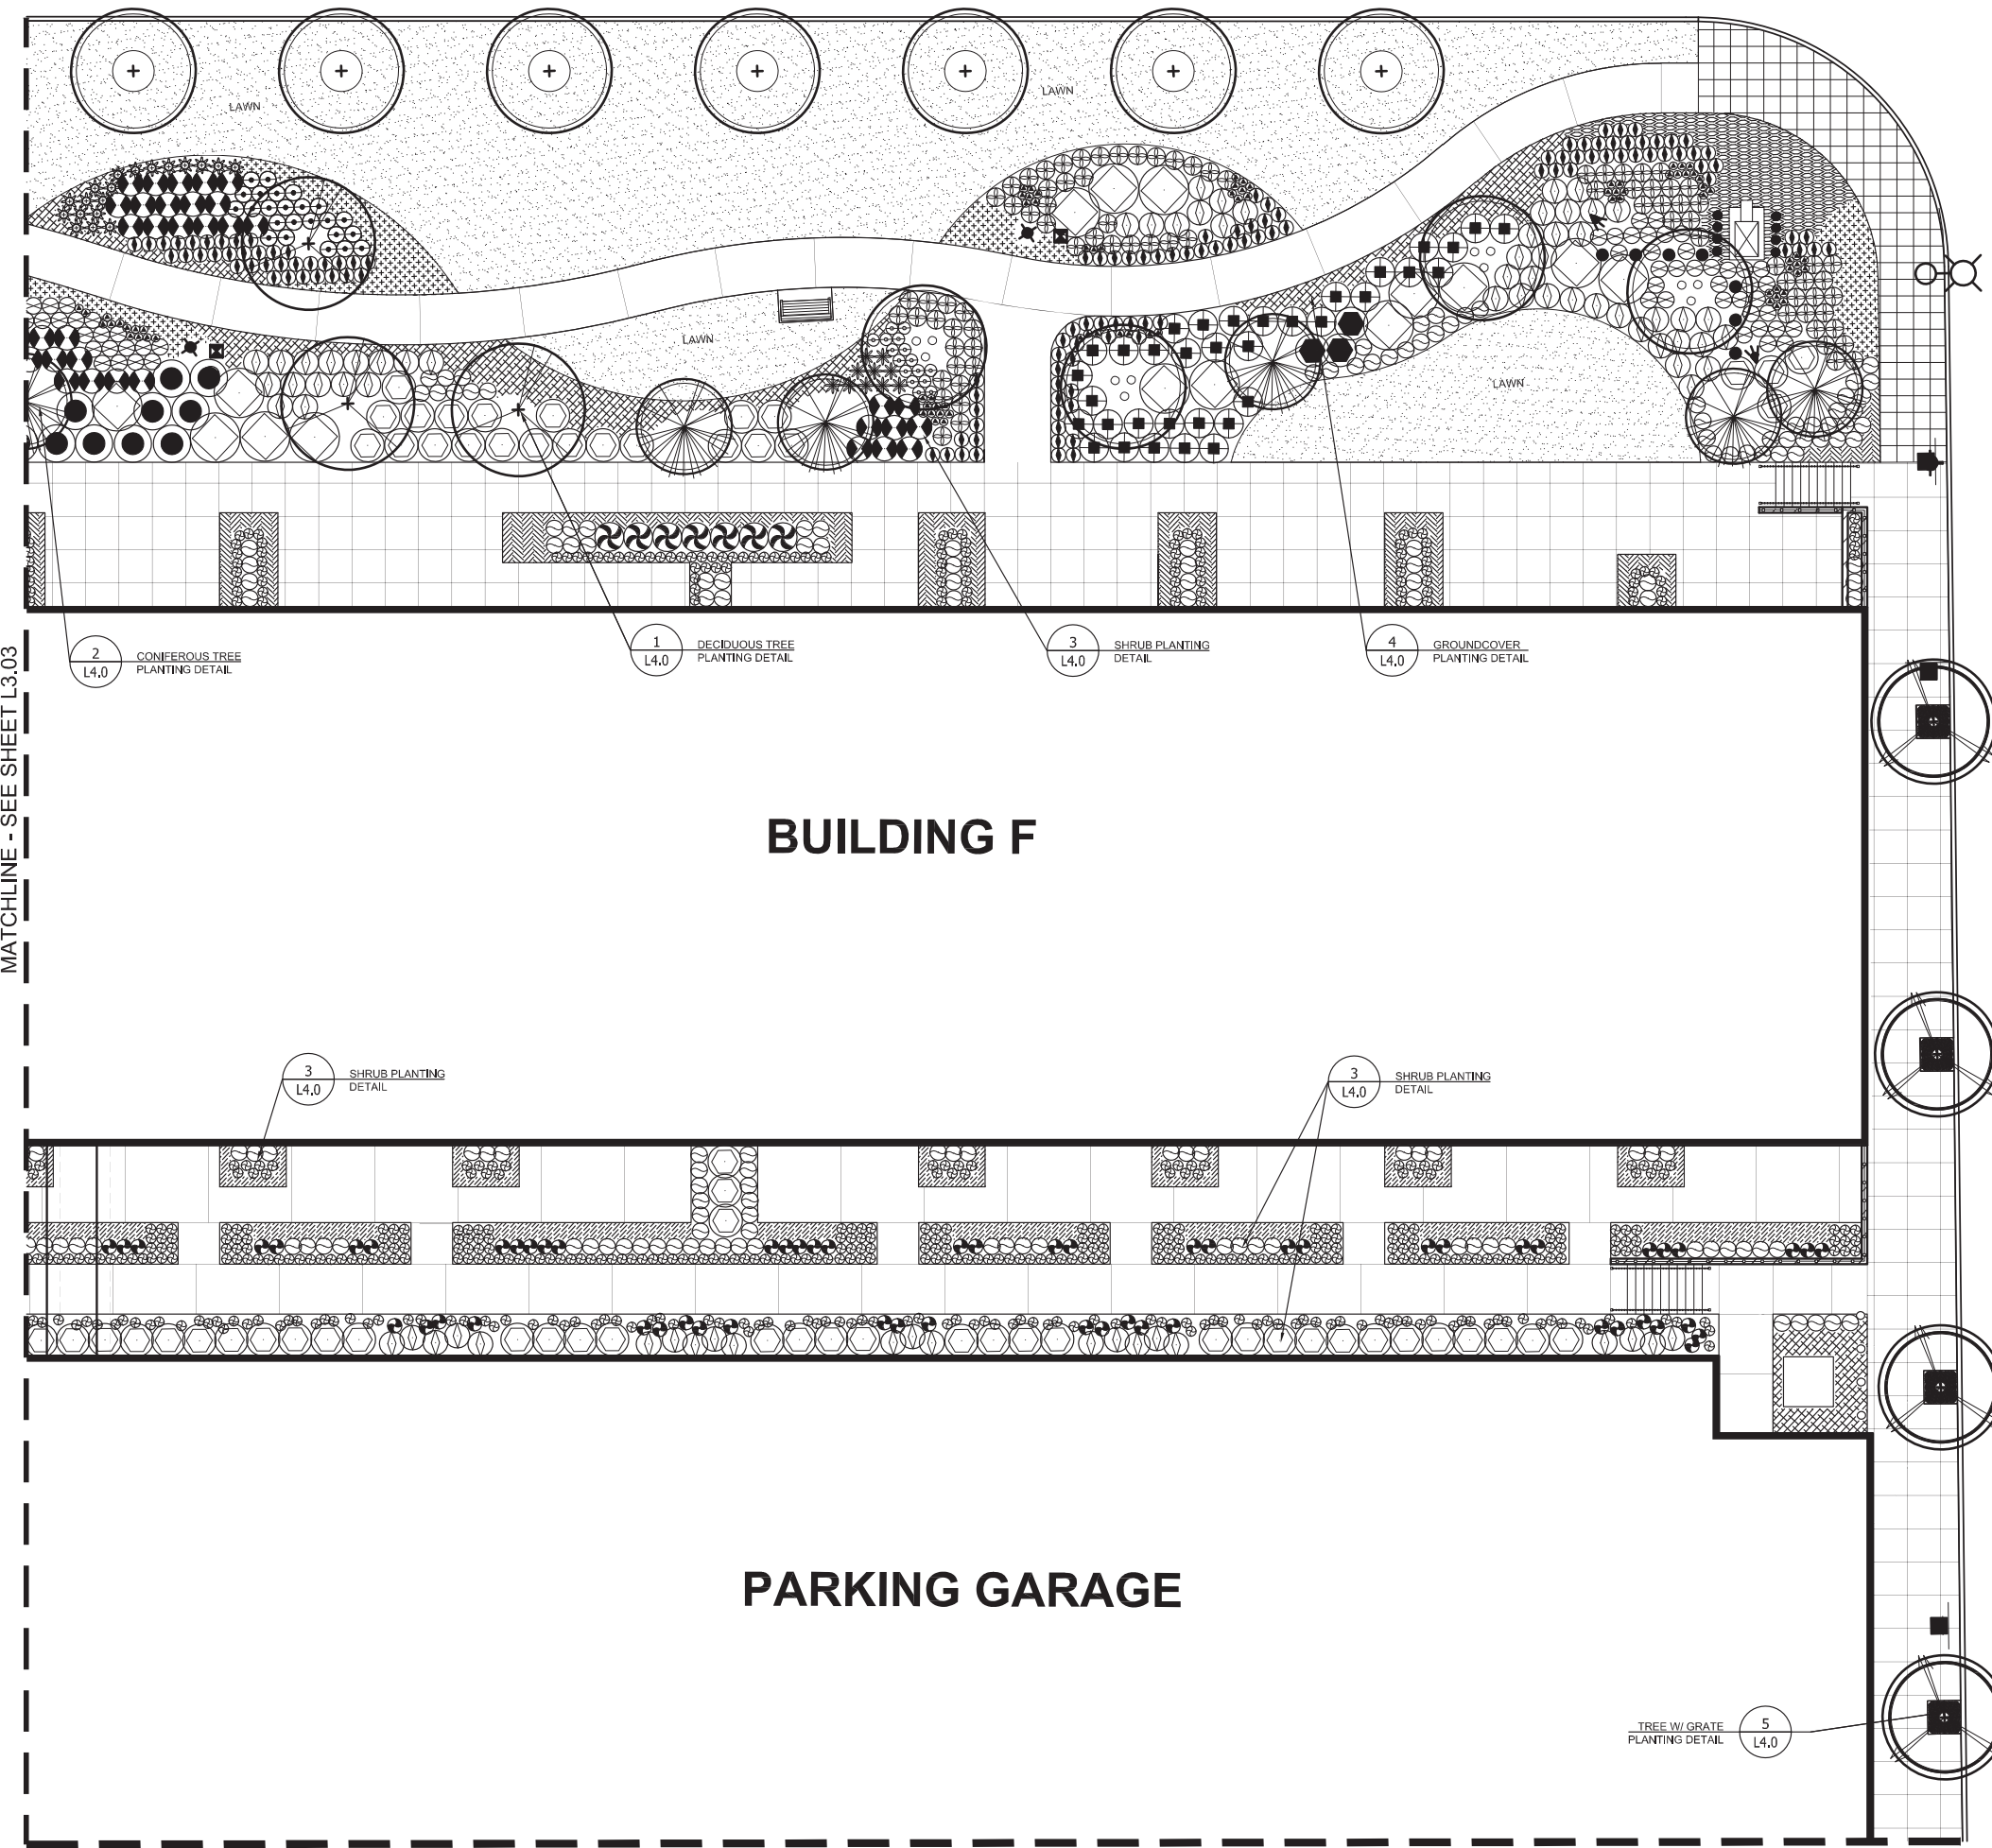 LAWN
LAWN
LAWN
LAWN
2
L4.0
CONIFEROUS TREE
PLANTING DETAIL
1
L4.0
DECIDUOUS TREE
PLANTING DETAIL
3
L4.0
SHRUB PLANTING
DETAIL
4
L4.0
GROUNDCOVER
PLANTING DETAIL
MATCHLINE - SEE SHEET L3.03
BUILDING F
3
L4.0
SHRUB PLANTING
DETAIL
3
L4.0
SHRUB PLANTING
DETAIL
PARKING GARAGE
TREE W/ GRATE
PLANTING DETAIL
5
L4.0